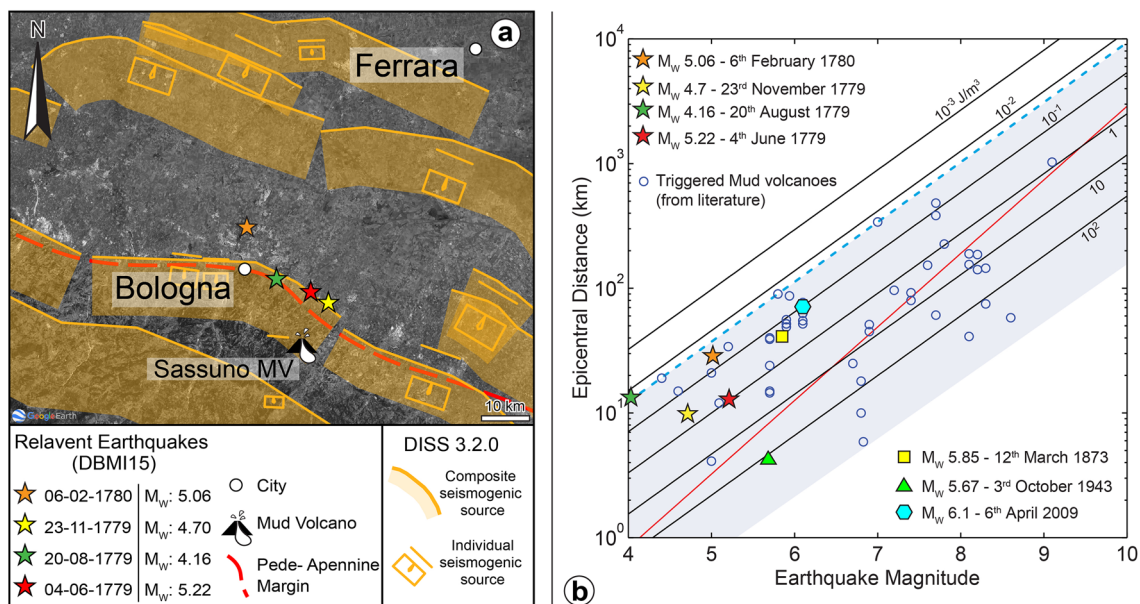 a
N
Ferrara
Bologna
Sassuno MV
Google Earth
10 km
Relavent Earthquakes
(DBMI15)
06-02-1780 Mw: 5.06
23-11-1779 Mw: 4.70
20-08-1779 Mw: 4.16
04-06-1779 Mw: 5.22
City
Mud Volcano
Pede- Apennine
Margin
DISS 3.2.0
Composite
seismogenic
source
Individual
seismogenic
source
b
Mw 5.06 - 6th February 1780
Mw 4.7 - 23rd November 1779
Mw 4.16 - 20th August 1779
Mw 5.22 - 4th June 1779
Triggered Mud volcanoes
(from literature)
10⁻³ J/m³
10⁻²
10⁻¹
1
10
10²
Mw 5.85 - 12th March 1873
Mw 5.67 - 3rd October 1943
Mw 6.1 - 6th April 2009
Epicentral Distance (km)
10⁴
10³
10²
10¹
10⁰
4 5 6 7 8 9 10
Earthquake Magnitude